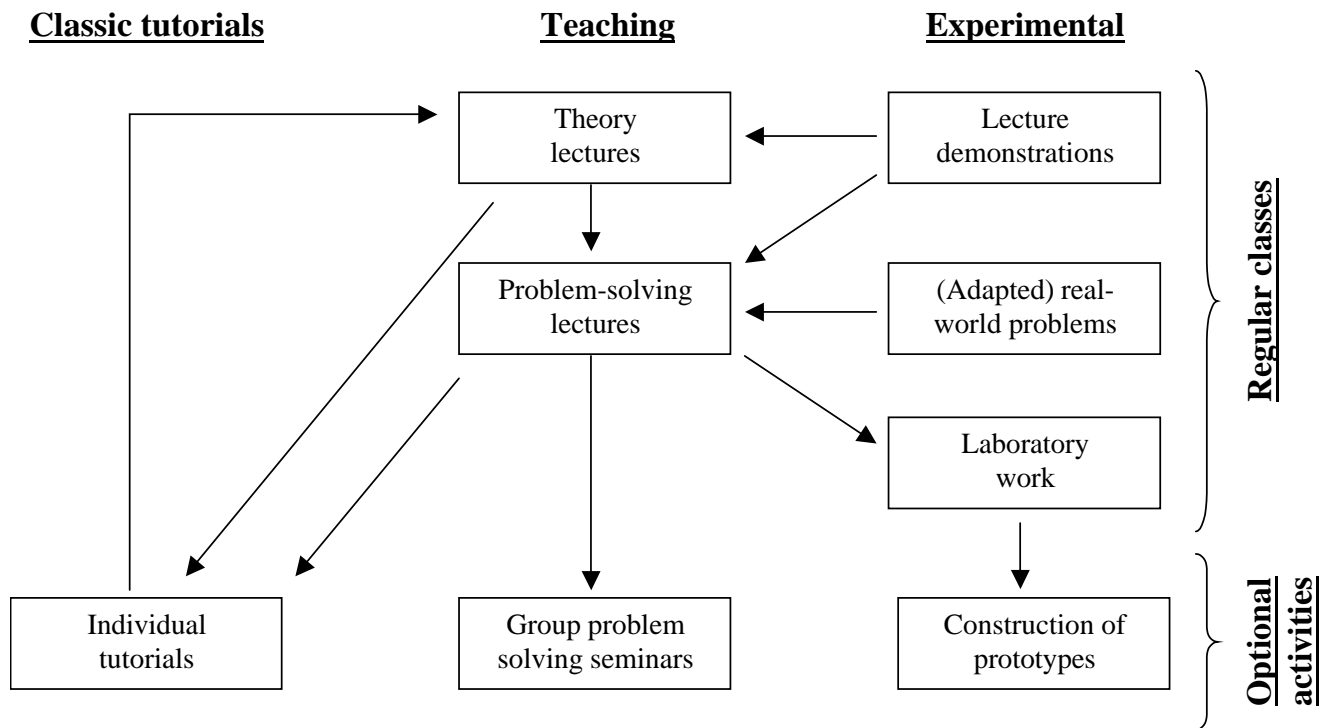 Classic tutorials
Teaching
Experimental
Theory
lectures
Lecture
demonstrations
Problem-solving
lectures
(Adapted) real-
world problems
Laboratory
work
Regular classes
Individual
tutorials
Group problem
solving seminars
Construction of
prototypes
Optional
activities